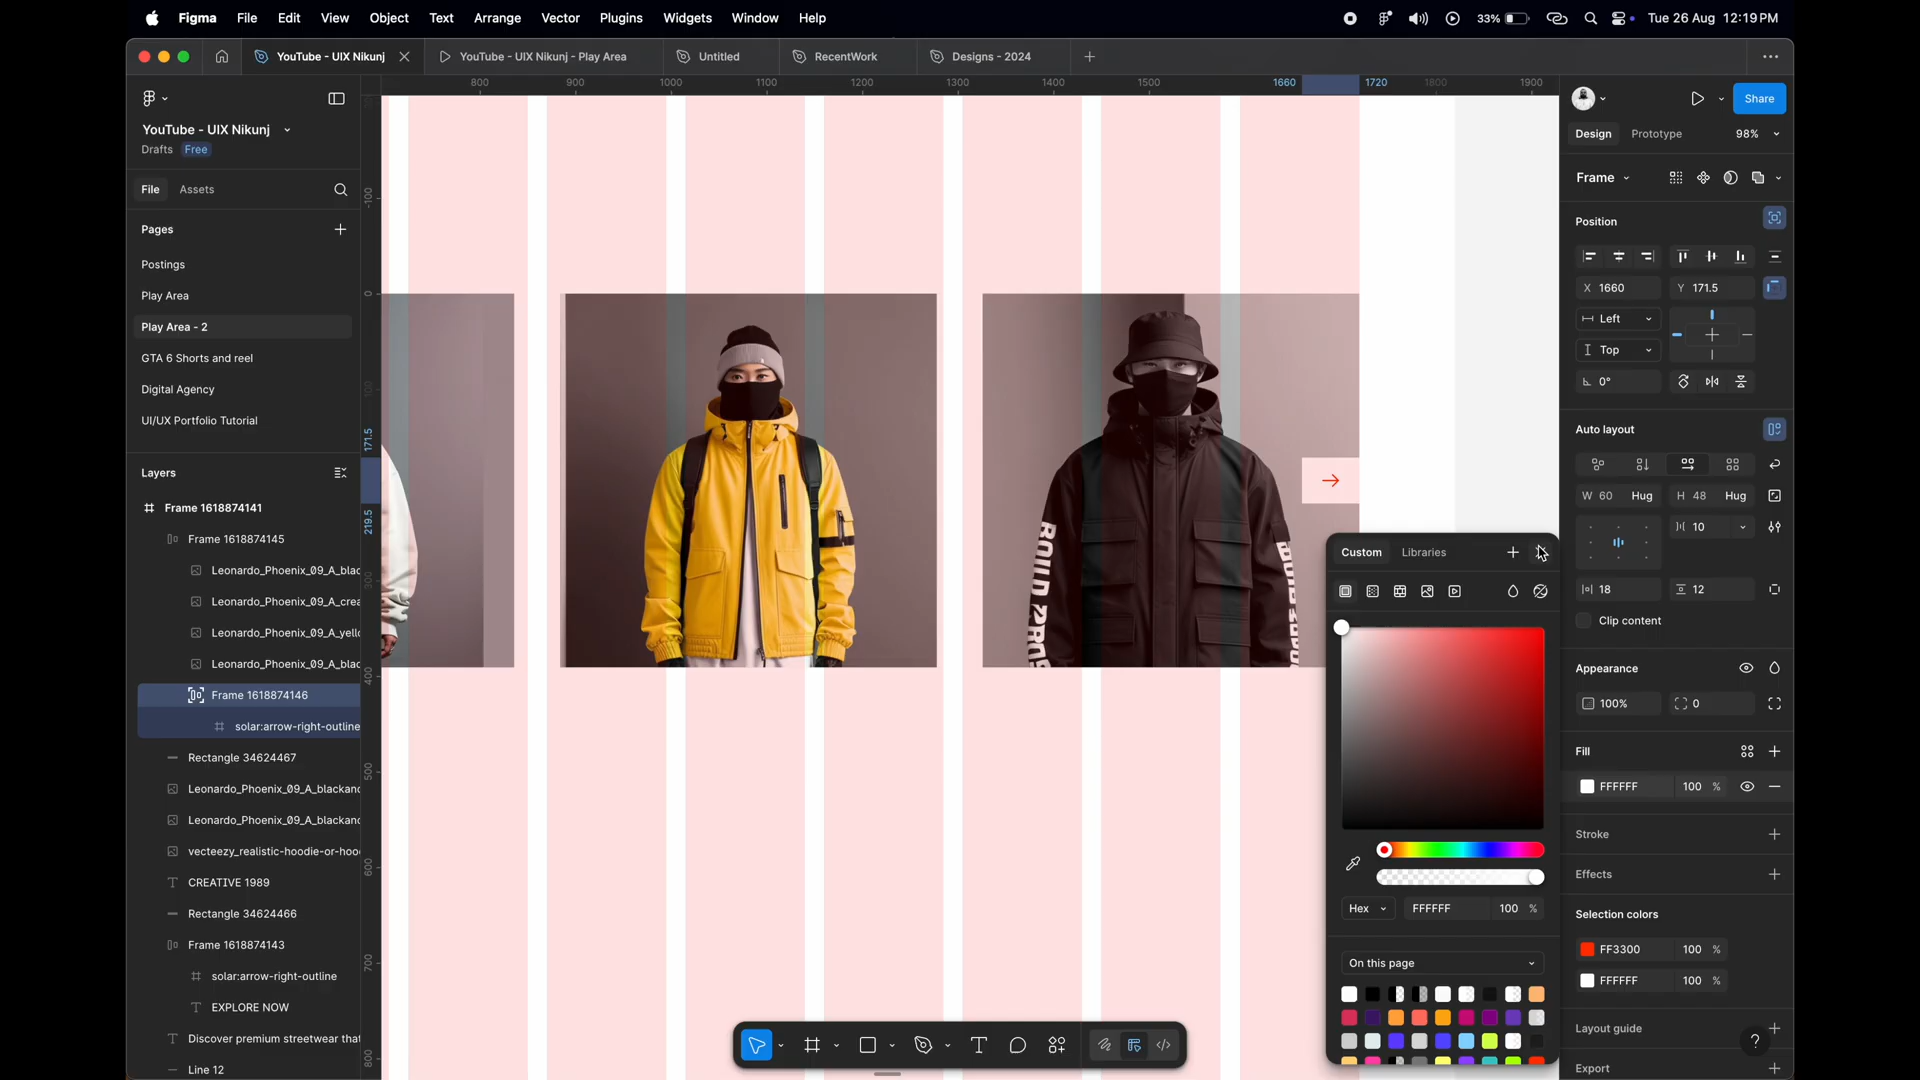 Figma File Edit View Object Text Arrange Vector Plugins Widgets Window Help
33% Tue 26 Aug 12:19 PM
YouTube - UIX Nikunj
YouTube - UIX Nikunj - Play Area
Untitled
RecentWork
Designs - 2024
800 900 1000 1100 1200 1300 1400 1500 1660 1720 1800 1900
-100
0
100
171.5
219.5
400
500
600
700
800
YouTube - UIX Nikunj
Drafts Free
File Assets
Pages
Postings
Play Area
Play Area - 2
GTA 6 Shorts and reel
Digital Agency
UI/UX Portfolio Tutorial
Layers
Frame 1618874141
Frame 1618874145
Leonardo_Phoenix_09_A_blac
Leonardo_Phoenix_09_A_crea
Leonardo_Phoenix_09_A_yell
Leonardo_Phoenix_09_A_blac
Frame 1618874146
solar:arrow-right-outline
Rectangle 34624467
Leonardo_Phoenix_09_A_blackand
Leonardo_Phoenix_09_A_blackand
vecteezy_realistic-hoodie-or-hoo
CREATIVE 1989
Rectangle 34624466
Frame 1618874143
solar:arrow-right-outline
EXPLORE NOW
Discover premium streetwear that
Line 12
Custom Libraries
Hex FFFFFF 100 %
On this page
Share
Design Prototype 98%
Frame
Position
X 1660 Y 171.5
Left
Top
0°
Auto layout
W 60 Hug H 48 Hug
10
18 12
Clip content
Appearance
100% 0
Fill
FFFFFF 100 %
Stroke
Effects
Selection colors
FF3300 100 %
FFFFFF 100 %
Layout guide
?
Export